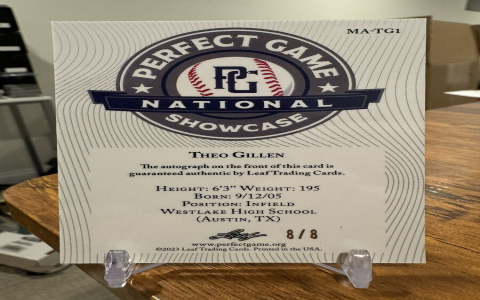 MA-TG1
PERFECT GAME
PG
NATIONAL
SHOWCASE
THEO GILLEN
The autograph on the front of this card is
guaranteed authentic by Leaf Trading Cards.
HEIGHT: 6'3" WEIGHT: 195
BORN: 9/12/05
POSITION: INFIELD
WESTLAKE HIGH SCHOOL
(AUSTIN, TX)
Leaf
8/8
www.perfectgame.org
©2023 Leaf Trading Cards. Printed in the USA.